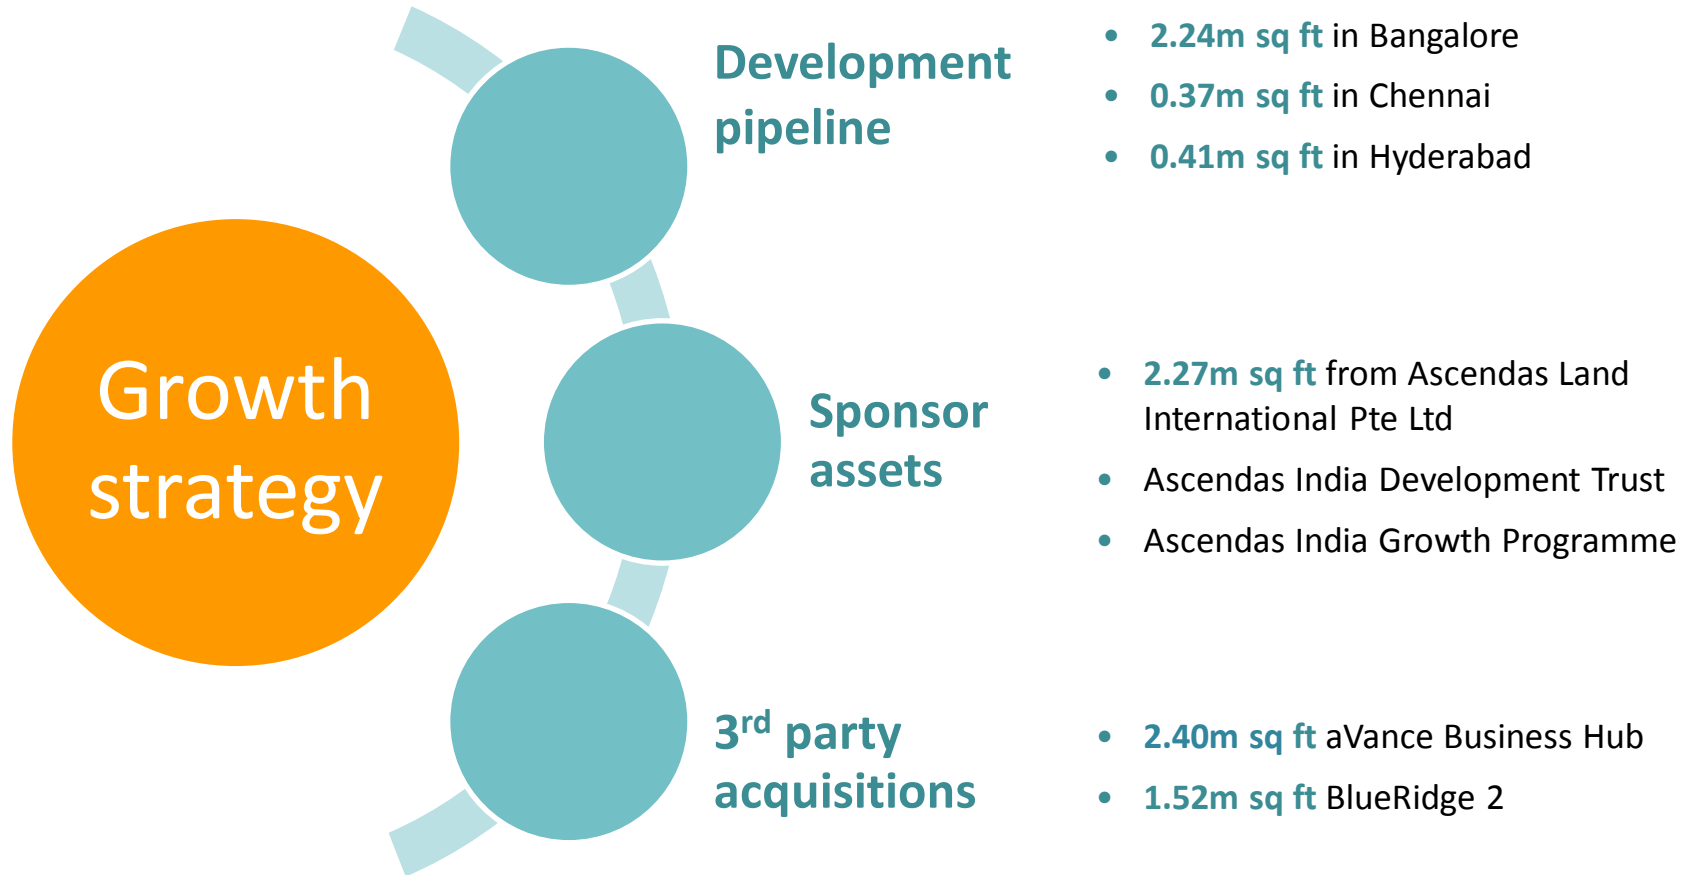 Growth
strategy
Development
pipeline
• 2.24m sq ft in Bangalore
• 0.37m sq ft in Chennai
• 0.41m sq ft in Hyderabad
Sponsor
assets
• 2.27m sq ft from Ascendas Land
International Pte Ltd
• Ascendas India Development Trust
• Ascendas India Growth Programme
3rd party
acquisitions
• 2.40m sq ft aVance Business Hub
• 1.52m sq ft BlueRidge 2